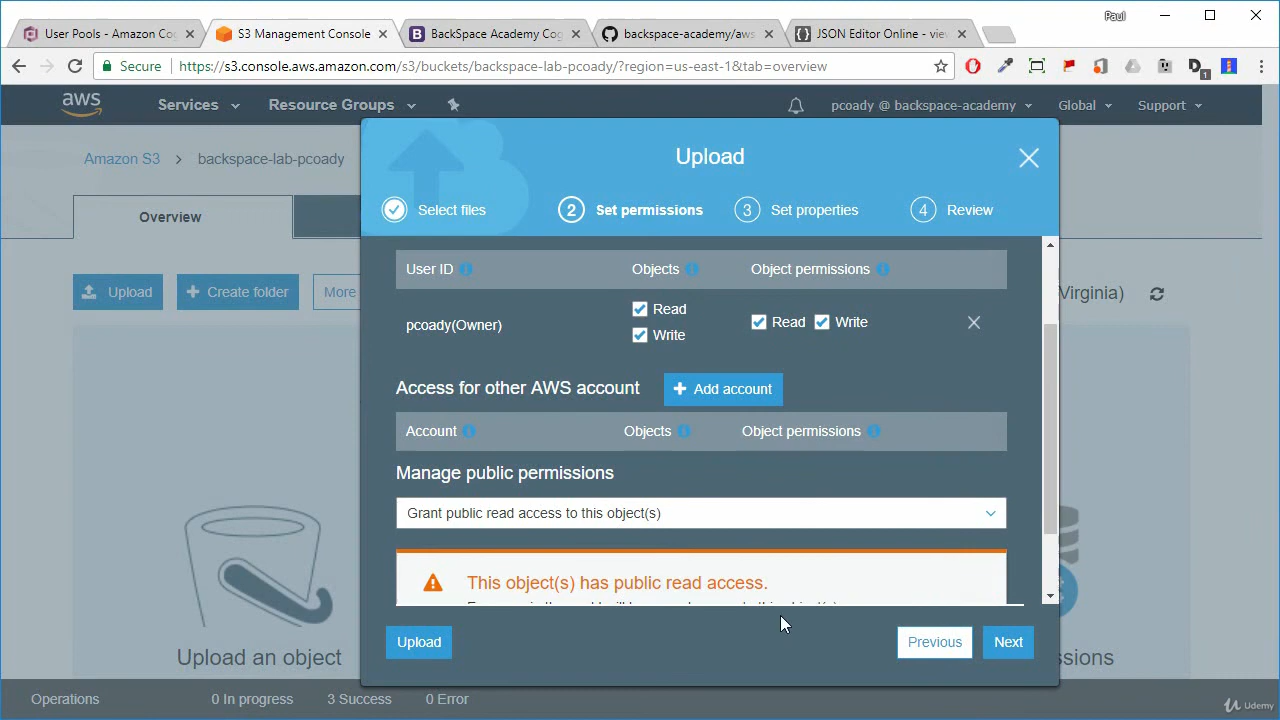 Paul
User Pools - Amazon Cog
S3 Management Console
BackSpace Academy Cog
backspace-academy/aws
JSON Editor Online - vie
Secure
https://s3.console.aws.amazon.com/s3/buckets/backspace-lab-pcoady/?region=us-east-1&tab=overview
aws
Services
Resource Groups
pcoady @ backspace-academy
Global
Support
Amazon S3 > backspace-lab-pcoady
Overview
Upload
Create folder
More
Virginia)
Upload
Select files
2 Set permissions
3 Set properties
4 Review
User ID
Objects
Object permissions
pcoady(Owner)
Read
Write
Read
Write
Access for other AWS account
Add account
Account
Objects
Object permissions
Manage public permissions
Grant public read access to this object(s)
This object(s) has public read access.
Upload
Previous
Next
Upload an object
issions
Operations
0 In progress
3 Success
0 Error
Udemy